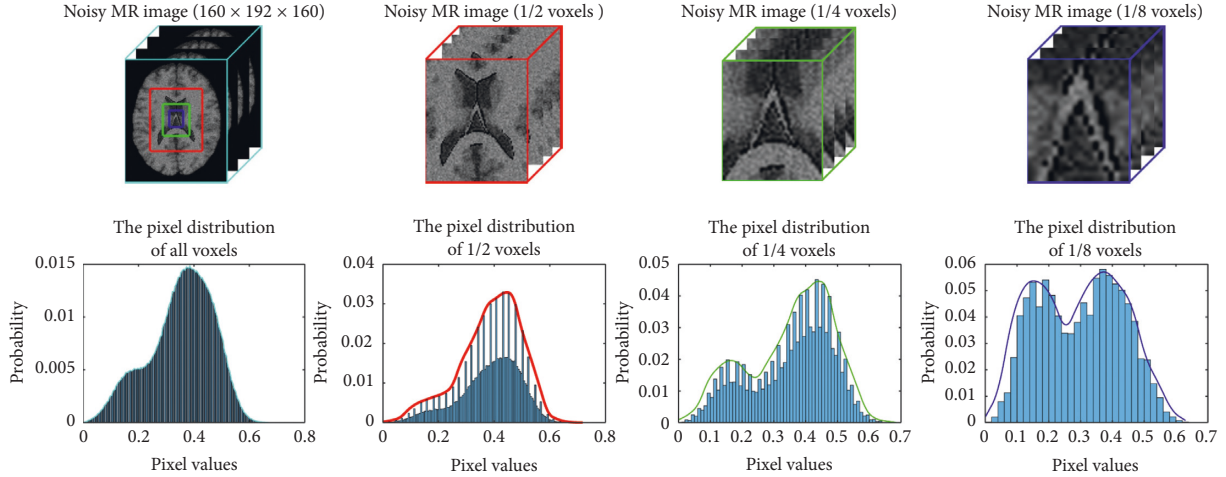 Noisy MR image (160 × 192 × 160)
Noisy MR image (1/2 voxels )
Noisy MR image (1/4 voxels)
Noisy MR image (1/8 voxels)
The pixel distribution
of all voxels
0.015
0.01
0.005
0
Probability
0
0.2
0.4
0.6
0.8
Pixel values
The pixel distribution
of 1/2 voxels
0.04
0.03
0.02
0.01
0
Probability
0
0.2
0.4
0.6
0.8
Pixel values
The pixel distribution
of 1/4 voxels
0.05
0.04
0.03
0.02
0.01
0
Probability
0
0.1
0.2
0.3
0.4
0.5
0.6
0.7
Pixel values
The pixel distribution
of 1/8 voxels
0.06
0.05
0.04
0.03
0.02
0.01
0
Probability
0
0.1
0.2
0.3
0.4
0.5
0.6
0.7
Pixel values